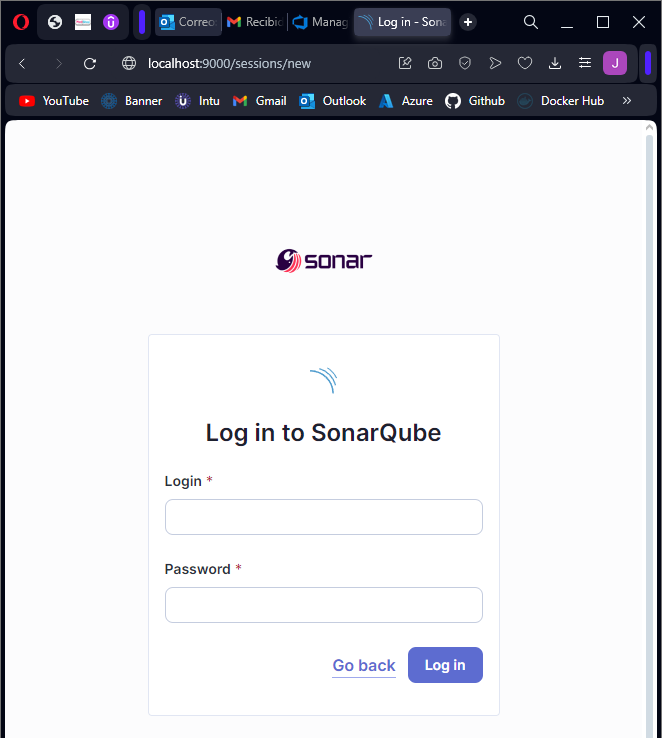 Correo:
Recibid
Manag
Log in - Sona
localhost:9000/sessions/new
J
YouTube
Banner
Intu
Gmail
Outlook
Azure
Github
Docker Hub
sonar
Log in to SonarQube
Login *
Password *
Go back
Log in